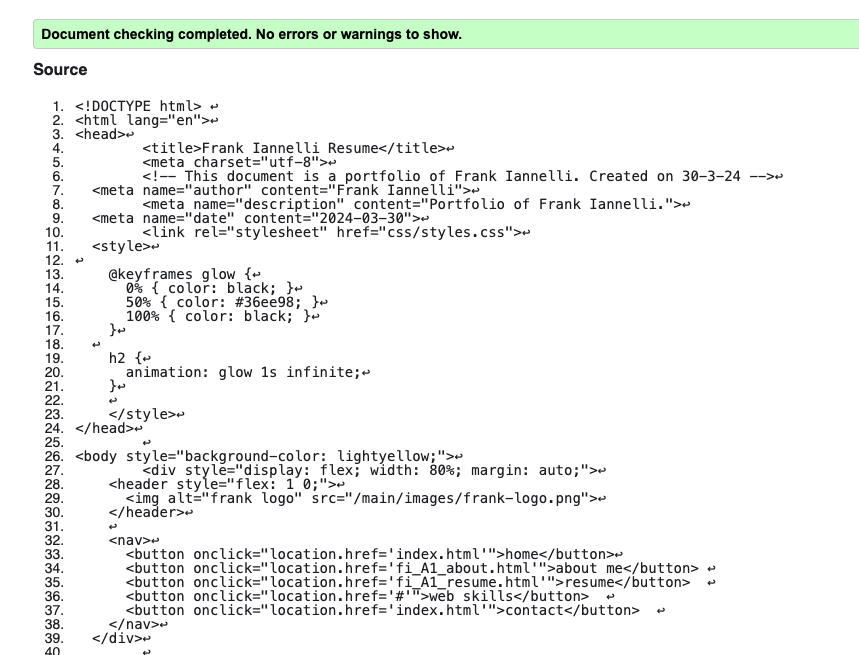 Document checking completed. No errors or warnings to show.
Source
1. <!DOCTYPE html> ↩
2. <html lang="en">↩
3. <head>↩
4. <title>Frank Iannelli Resume</title>↩
5. <meta charset="utf-8">↩
6. <!-- This document is a portfolio of Frank Iannelli. Created on 30-3-24 -->↩
7. <meta name="author" content="Frank Iannelli">↩
8. <meta name="description" content="Portfolio of Frank Iannelli.">↩
9. <meta name="date" content="2024-03-30">↩
10. <link rel="stylesheet" href="css/styles.css">↩
11. <style>↩
12. ↩
13. @keyframes glow {↩
14. 0% { color: black; }↩
15. 50% { color: #36ee98; }↩
16. 100% { color: black; }↩
17. }↩
18. ↩
19. h2 {↩
20. animation: glow 1s infinite;↩
21. }↩
22. ↩
23. </style>↩
24. </head>↩
25. ↩
26. <body style="background-color: lightyellow;">↩
27. <div style="display: flex; width: 80%; margin: auto;">↩
28. <header style="flex: 1 0;">↩
29. <img alt="frank logo" src="/main/images/frank-logo.png">↩
30. </header>↩
31. ↩
32. <nav>↩
33. <button onclick="location.href='index.html'">home</button>↩
34. <button onclick="location.href='fi_A1_about.html'">about me</button> ↩
35. <button onclick="location.href='fi_A1_resume.html'">resume</button> ↩
36. <button onclick="location.href='#'">web skills</button> ↩
37. <button onclick="location.href='index.html'">contact</button> ↩
38. </nav>↩
39. </div>↩
40. ↩